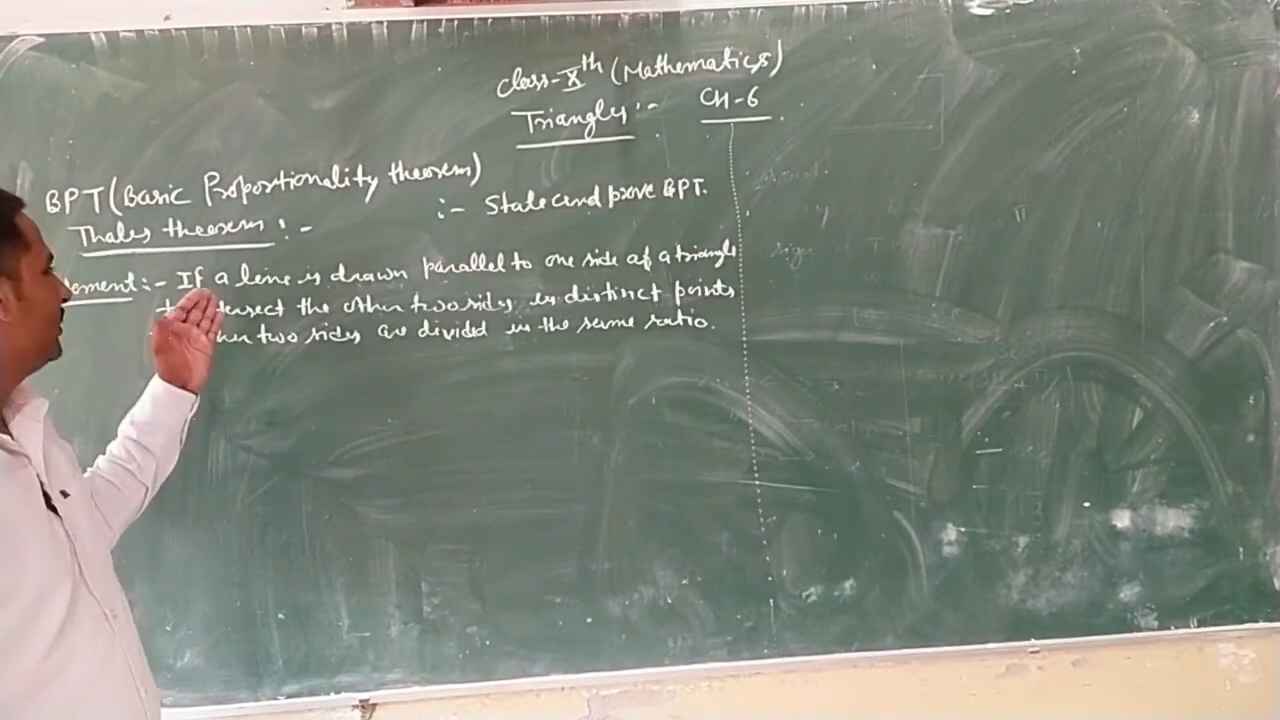 Class-Xth (Mathematics)
Triangles:- CH-6
BPT (Basic Proportionality theorem)
Thales theorem:-
:- State and prove BPT.
ement:- If a line is drawn parallel to one side of a triangle
tersect the other two sides in distinct points
two sides are divided in the same ratio.